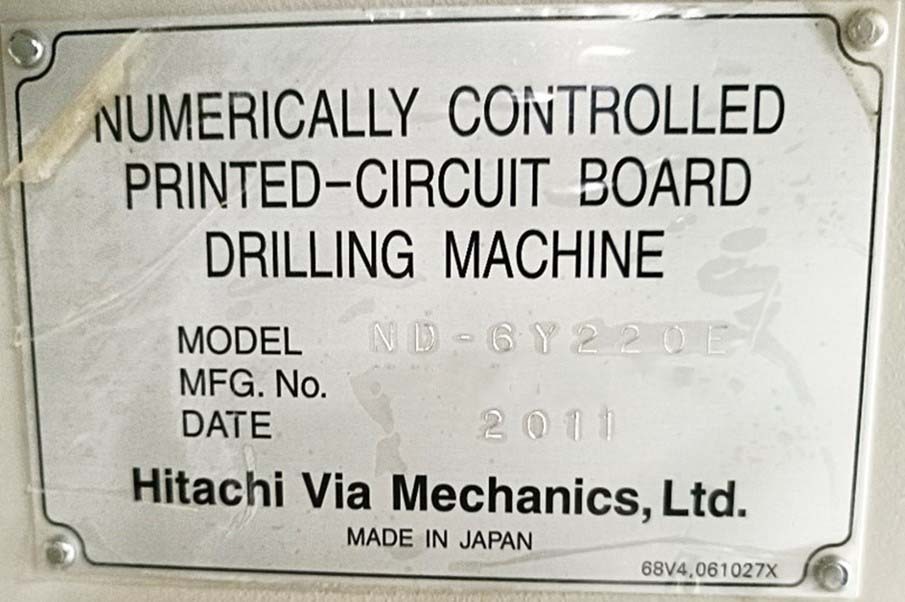 NUMERICALLY CONTROLLED
PRINTED-CIRCUIT BOARD
DRILLING MACHINE
MODEL ND-6Y220E
MFG. No.
DATE 2011
Hitachi Via Mechanics, Ltd.
MADE IN JAPAN
68V4,061027X